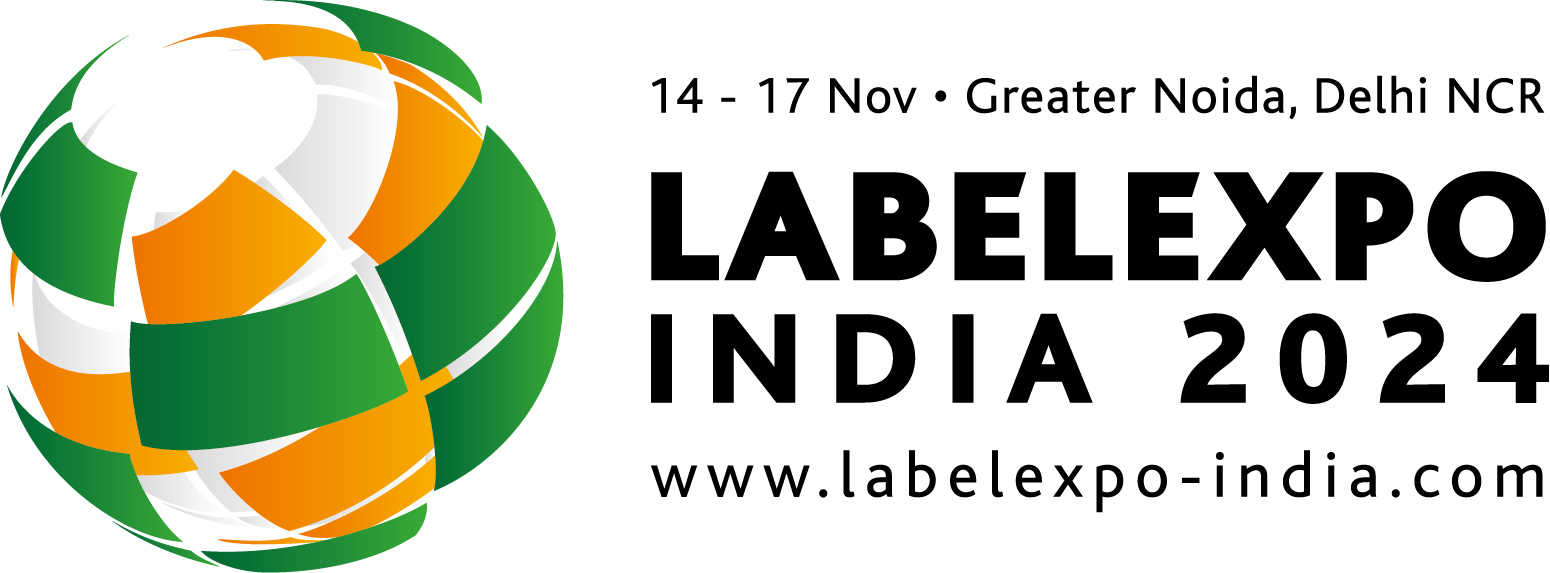 14 - 17 Nov • Greater Noida, Delhi NCR
LABELEXPO
INDIA 2024
www.labelexpo-india.com